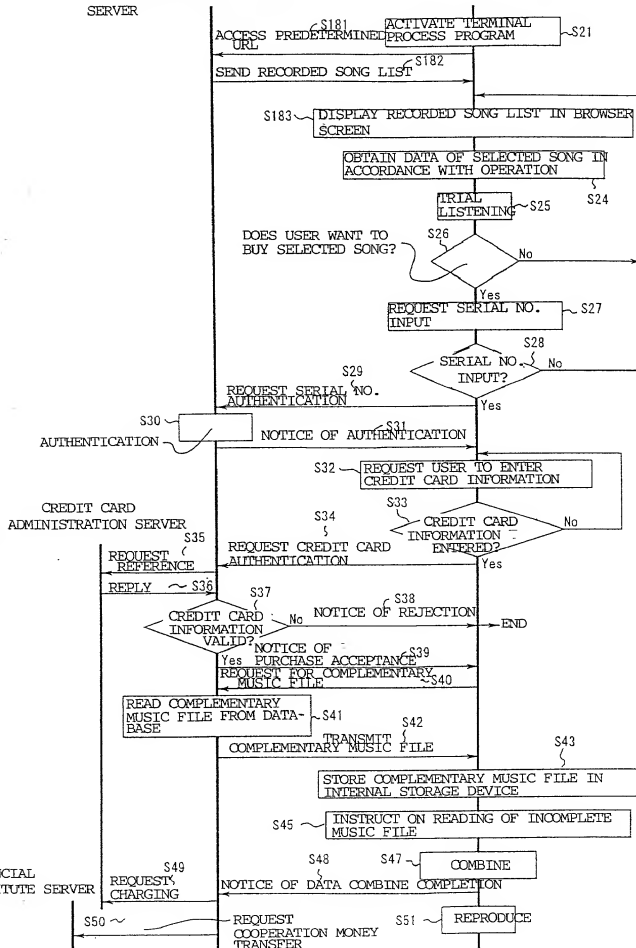 SERVER
S181
ACCESS PREDETERMINED
URL
ACTIVATE TERMINAL
PROCESS PROGRAM
S21
S182
SEND RECORDED SONG LIST
S183
DISPLAY RECORDED SONG LIST IN BROWSER
SCREEN
OBTAIN DATA OF SELECTED SONG IN
ACCORDANCE WITH OPERATION
S24
TRIAL
LISTENING
S25
DOES USER WANT TO
BUY SELECTED SONG?
S26
No
Yes
REQUEST SERIAL NO.
INPUT
S27
SERIAL NO.
INPUT?
S28
No
Yes
S29
REQUEST SERIAL NO.
AUTHENTICATION
S30
AUTHENTICATION
S31
NOTICE OF AUTHENTICATION
S32
REQUEST USER TO ENTER
CREDIT CARD INFORMATION
CREDIT CARD
ADMINISTRATION SERVER
S33
CREDIT CARD
INFORMATION
ENTERED?
No
Yes
S34
REQUEST CREDIT CARD
AUTHENTICATION
S35
REQUEST
REFERENCE
REPLY
S36
S37
CREDIT CARD
INFORMATION
VALID?
No
Yes
S38
NOTICE OF REJECTION
END
NOTICE OF
PURCHASE ACCEPTANCE
S39
REQUEST FOR COMPLEMENTARY
MUSIC FILE
S40
READ COMPLEMENTARY
MUSIC FILE FROM DATA-
BASE
S41
S42
TRANSMIT
COMPLEMENTARY MUSIC FILE
S43
STORE COMPLEMENTARY MUSIC FILE IN
INTERNAL STORAGE DEVICE
S45
INSTRUCT ON READING OF INCOMPLETE
MUSIC FILE
S47
COMBINE
S48
NOTICE OF DATA COMBINE COMPLETION
NCIAL
TUTE SERVER
S49
REQUEST
CHARGING
S50
REQUEST
COOPERATION MONEY
TRANSFER
S51
REPRODUCE